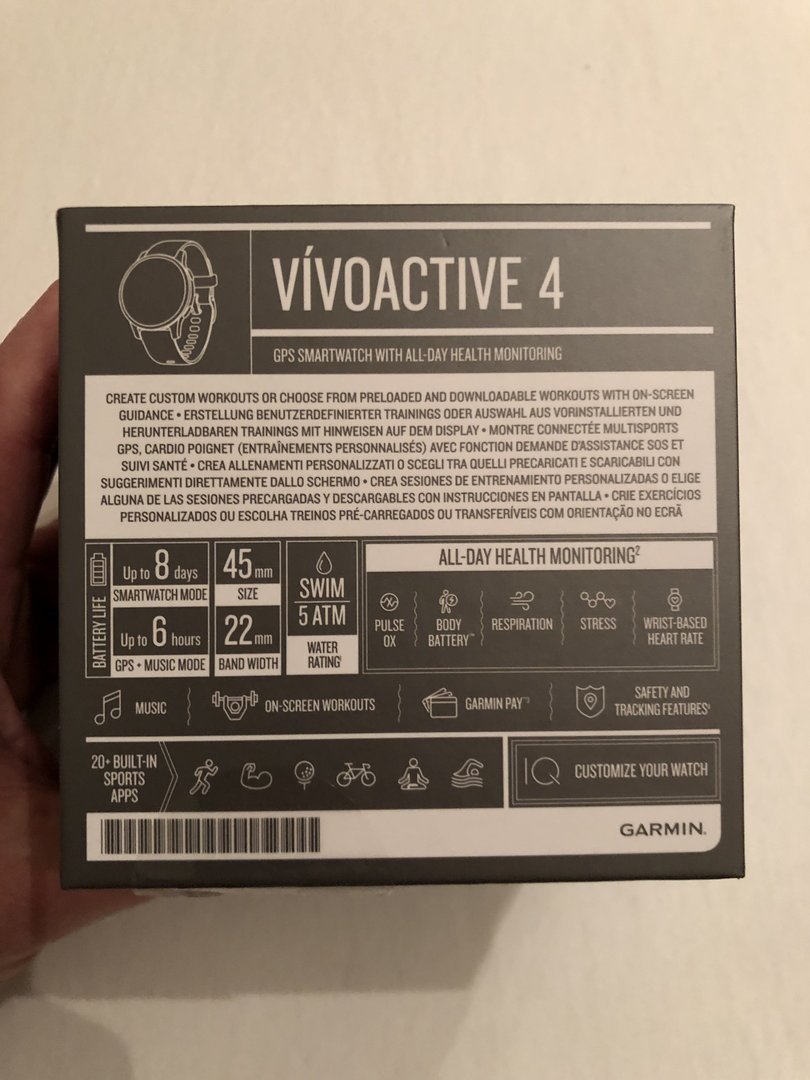 VÍVOACTIVE 4
GPS SMARTWATCH WITH ALL-DAY HEALTH MONITORING
CREATE CUSTOM WORKOUTS OR CHOOSE FROM PRELOADED AND DOWNLOADABLE WORKOUTS WITH ON-SCREEN
GUIDANCE • ERSTELLUNG BENUTZERDEFINIERTER TRAININGS ODER AUSWAHL AUS VORINSTALLIERTEN UND
HERUNTERLADBAREN TRAININGS MIT HINWEISEN AUF DEM DISPLAY • MONTRE CONNECTÉE MULTISPORTS
GPS, CARDIO POIGNET (ENTRAÎNEMENTS PERSONNALISÉS) AVEC FONCTION DEMANDE D'ASSISTANCE SOS ET
SUIVI SANTÉ • CREA ALLENAMENTI PERSONALIZZATI O SCEGLI TRA QUELLI PRECARICATI E SCARICABILI CON
SUGGERIMENTI DIRETTAMENTE DALLO SCHERMO • CREA SESIONES DE ENTRENAMIENTO PERSONALIZADAS O ELIGE
ALGUNA DE LAS SESIONES PRECARGADAS Y DESCARGABLES CON INSTRUCCIONES EN PANTALLA • CRIE EXERCÍCIOS
PERSONALIZADOS OU ESCOLHA TREINOS PRÉ-CARREGADOS OU TRANSFERÍVEIS COM ORIENTAÇÃO NO ECRÃ
BATTERY LIFE
Up to 8 days
SMARTWATCH MODE
Up to 6 hours
GPS + MUSIC MODE
45 mm
SIZE
22 mm
BAND WIDTH
SWIM
5 ATM
WATER
RATING¹
ALL-DAY HEALTH MONITORING²
PULSE
OX
BODY
BATTERY™
RESPIRATION
STRESS
WRIST-BASED
HEART RATE
MUSIC
ON-SCREEN WORKOUTS
GARMIN PAY™³
SAFETY AND
TRACKING FEATURES⁴
20+ BUILT-IN
SPORTS
APPS
IQ
CUSTOMIZE YOUR WATCH
GARMIN.